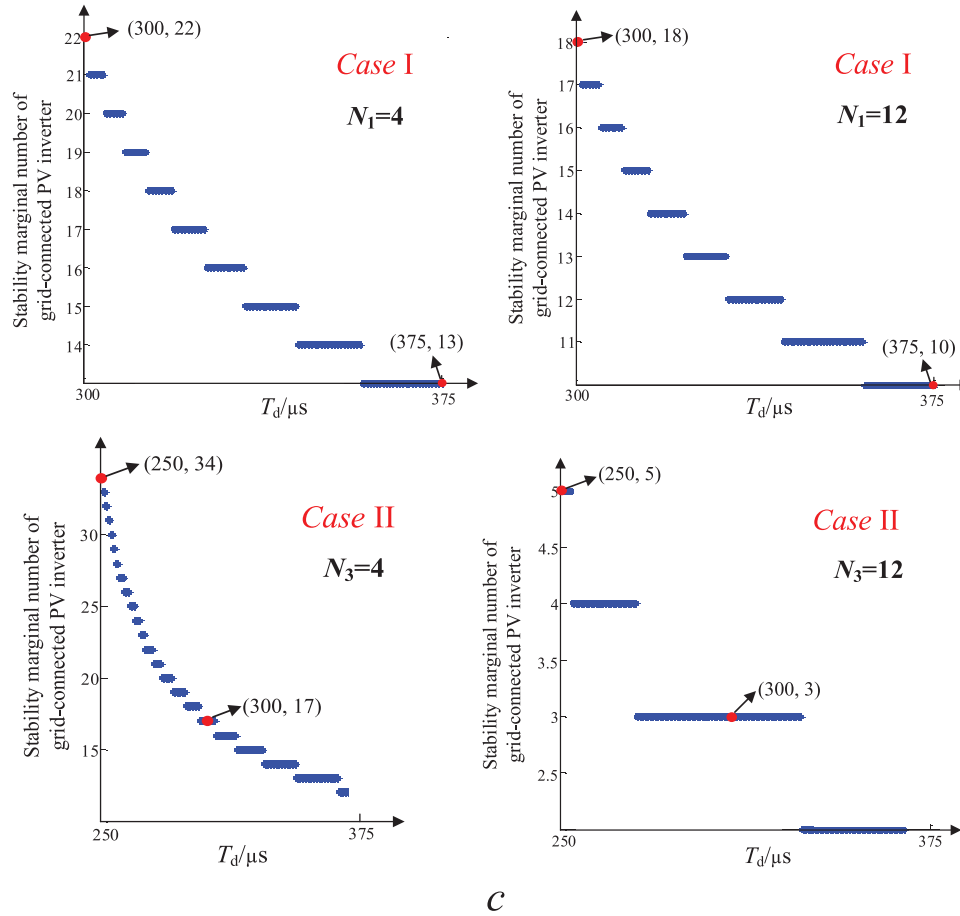 (300, 22)
Case I
N1=4
Stability marginal number of
grid-connected PV inverter
22
21
20
19
18
17
16
15
14
(375, 13)
300
375
Td/µs
(300, 18)
Case I
N1=12
Stability marginal number of
grid-connected PV inverter
18
17
16
15
14
13
12
11
(375, 10)
300
375
Td/µs
(250, 34)
Case II
N3=4
Stability marginal number of
grid-connected PV inverter
30
25
20
15
(300, 17)
250
375
Td/µs
(250, 5)
Case II
N3=12
Stability marginal number of
grid-connected PV inverter
5
4.5
4
3.5
3
2.5
(300, 3)
250
375
Td/µs
c